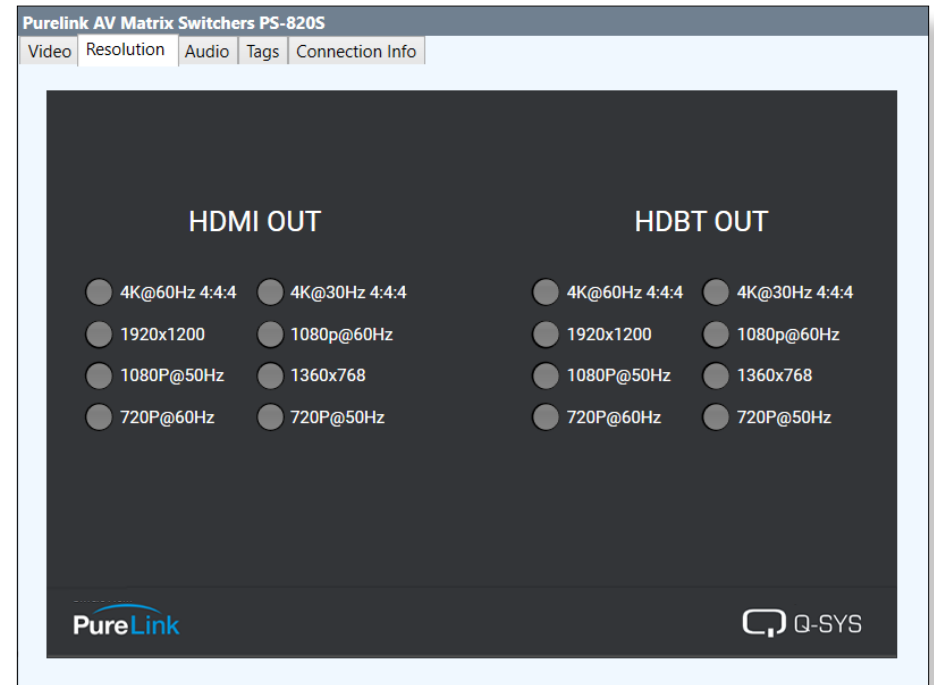 Purelink AV Matrix Switchers PS-820S
Video Resolution Audio Tags Connection Info
HDMI OUT HDBT OUT
4K@60Hz 4:4:4 4K@30Hz 4:4:4 4K@60Hz 4:4:4 4K@30Hz 4:4:4
1920x1200 1080p@60Hz 1920x1200 1080p@60Hz
1080P@50Hz 1360x768 1080P@50Hz 1360x768
720P@60Hz 720P@50Hz 720P@60Hz 720P@50Hz
PureLink Q-SYS